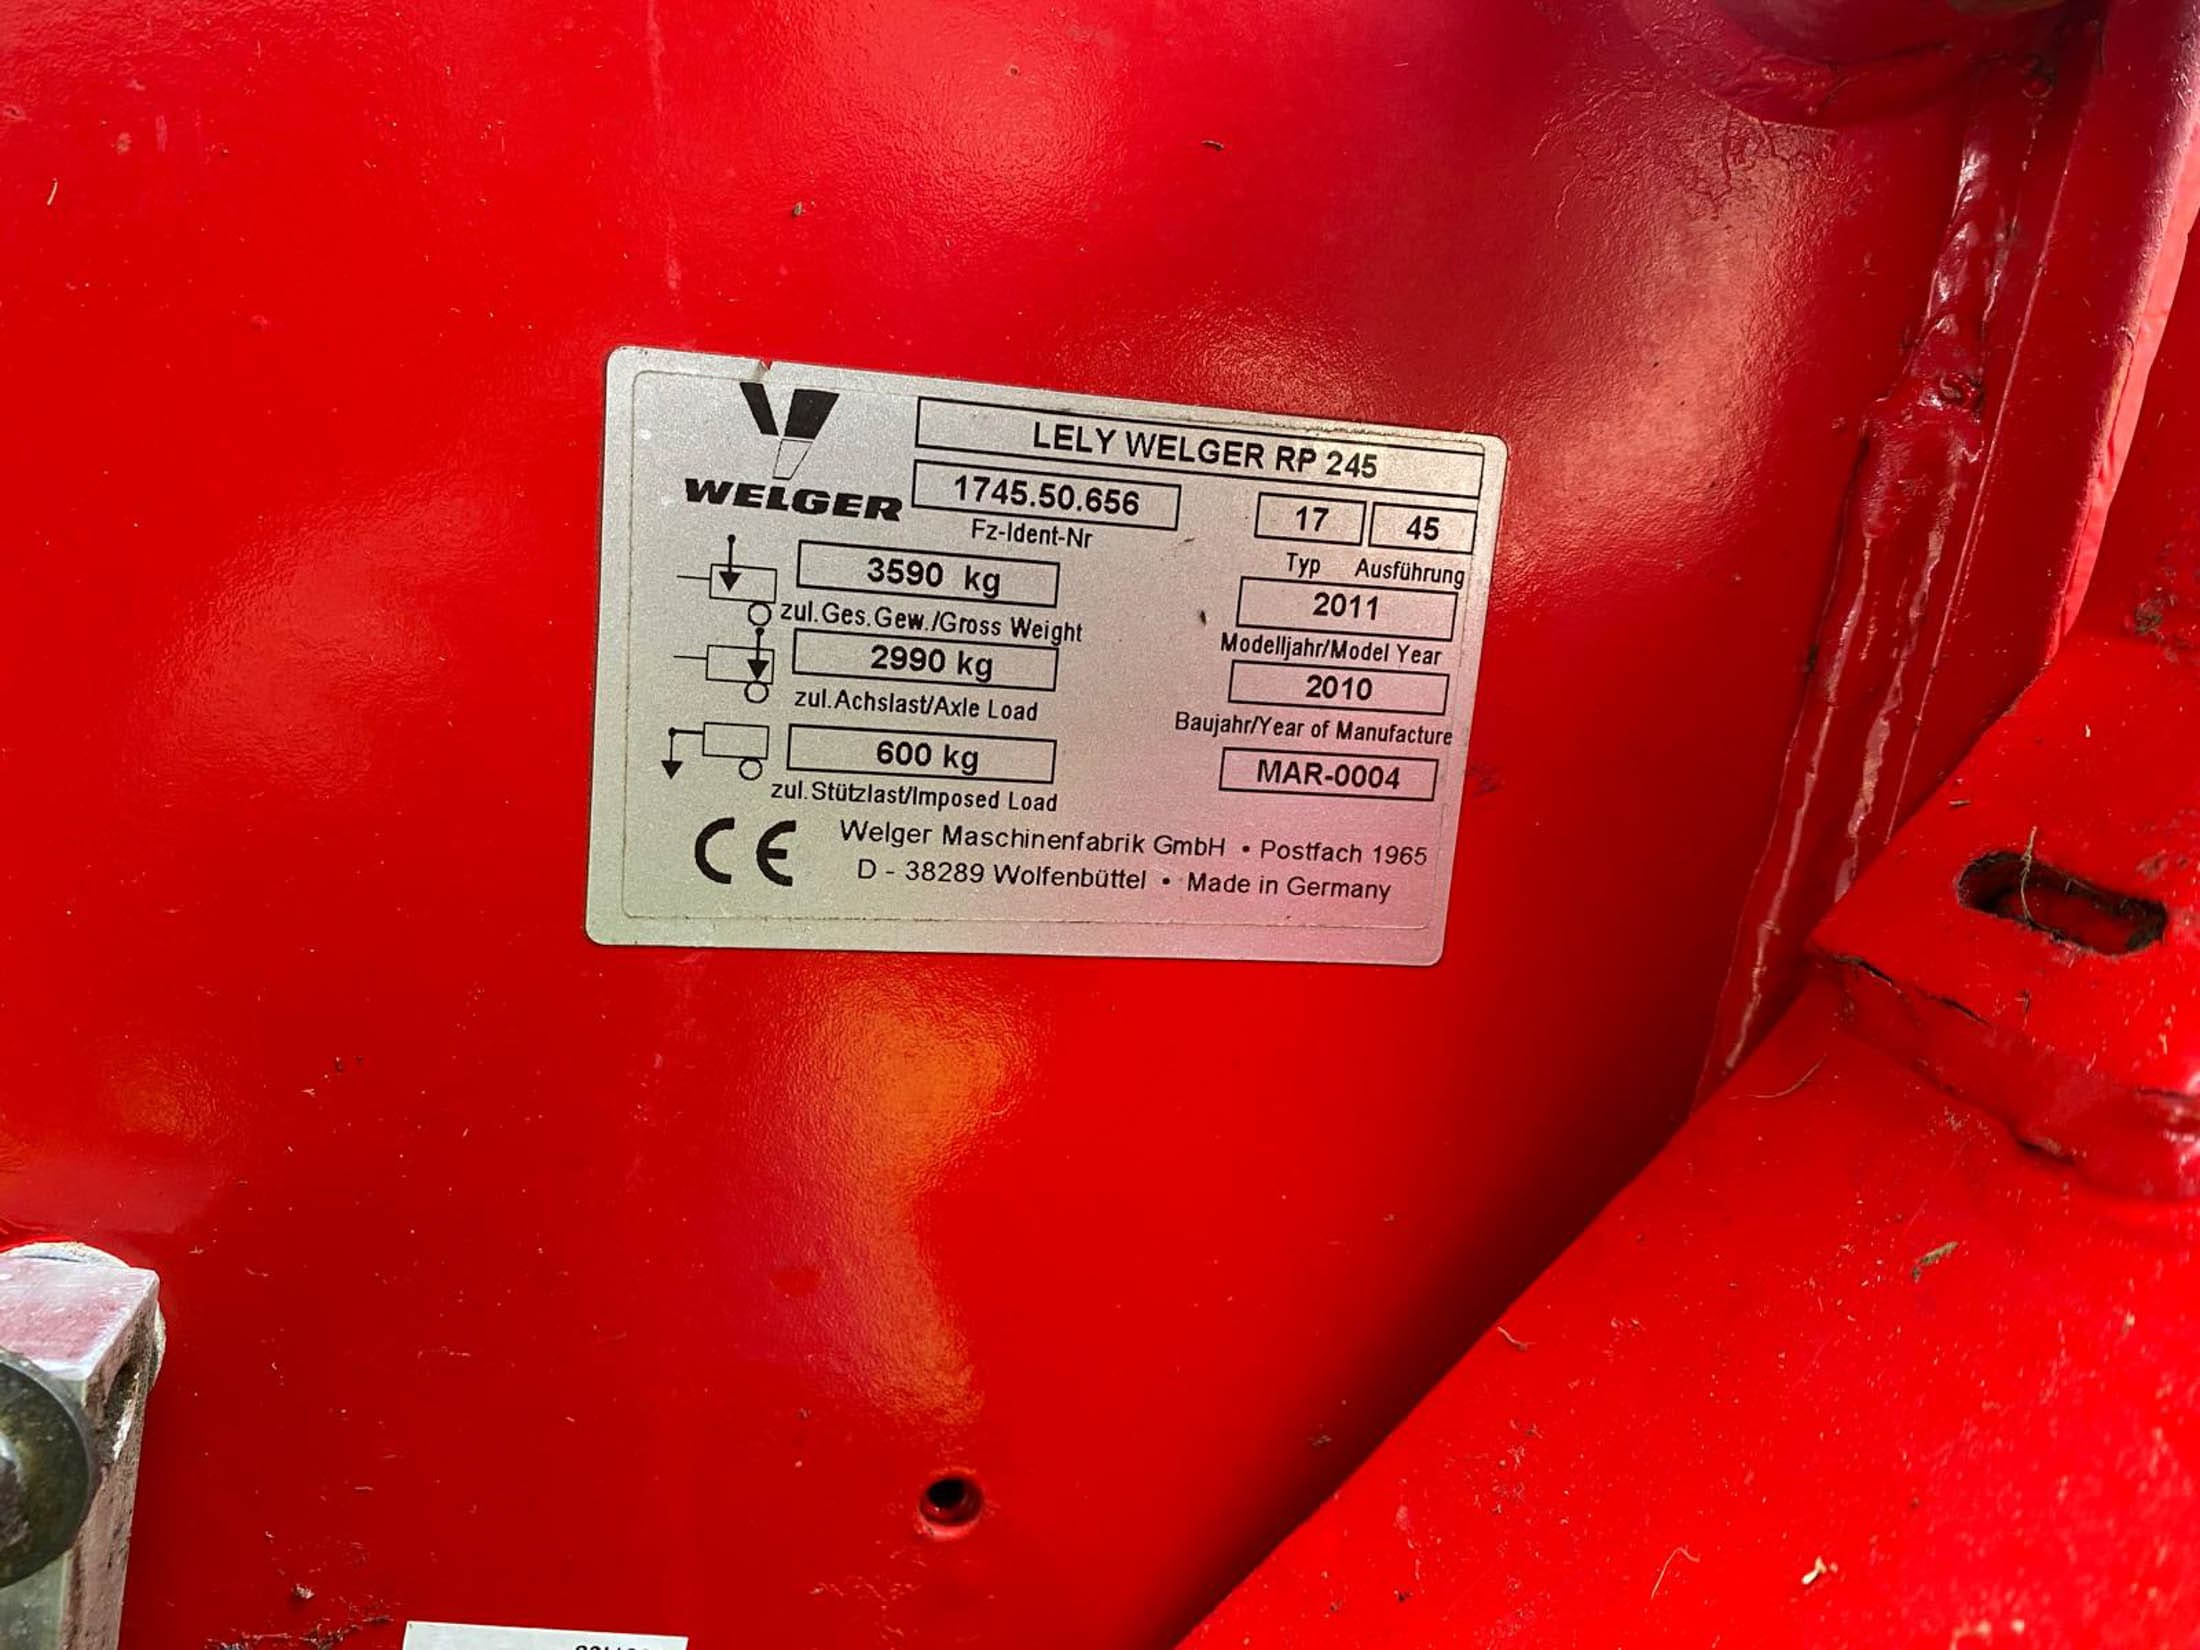 WELGER
LELY WELGER RP 245
1745.50.656
Fz-Ident-Nr
17 45
Typ Ausführung
3590 kg
zul.Ges.Gew./Gross Weight
2011
Modelljahr/Model Year
2990 kg
zul.Achslast/Axle Load
2010
Baujahr/Year of Manufacture
600 kg
zul.Stützlast/Imposed Load
MAR-0004
CE
Welger Maschinenfabrik GmbH • Postfach 1965
D - 38289 Wolfenbüttel • Made in Germany